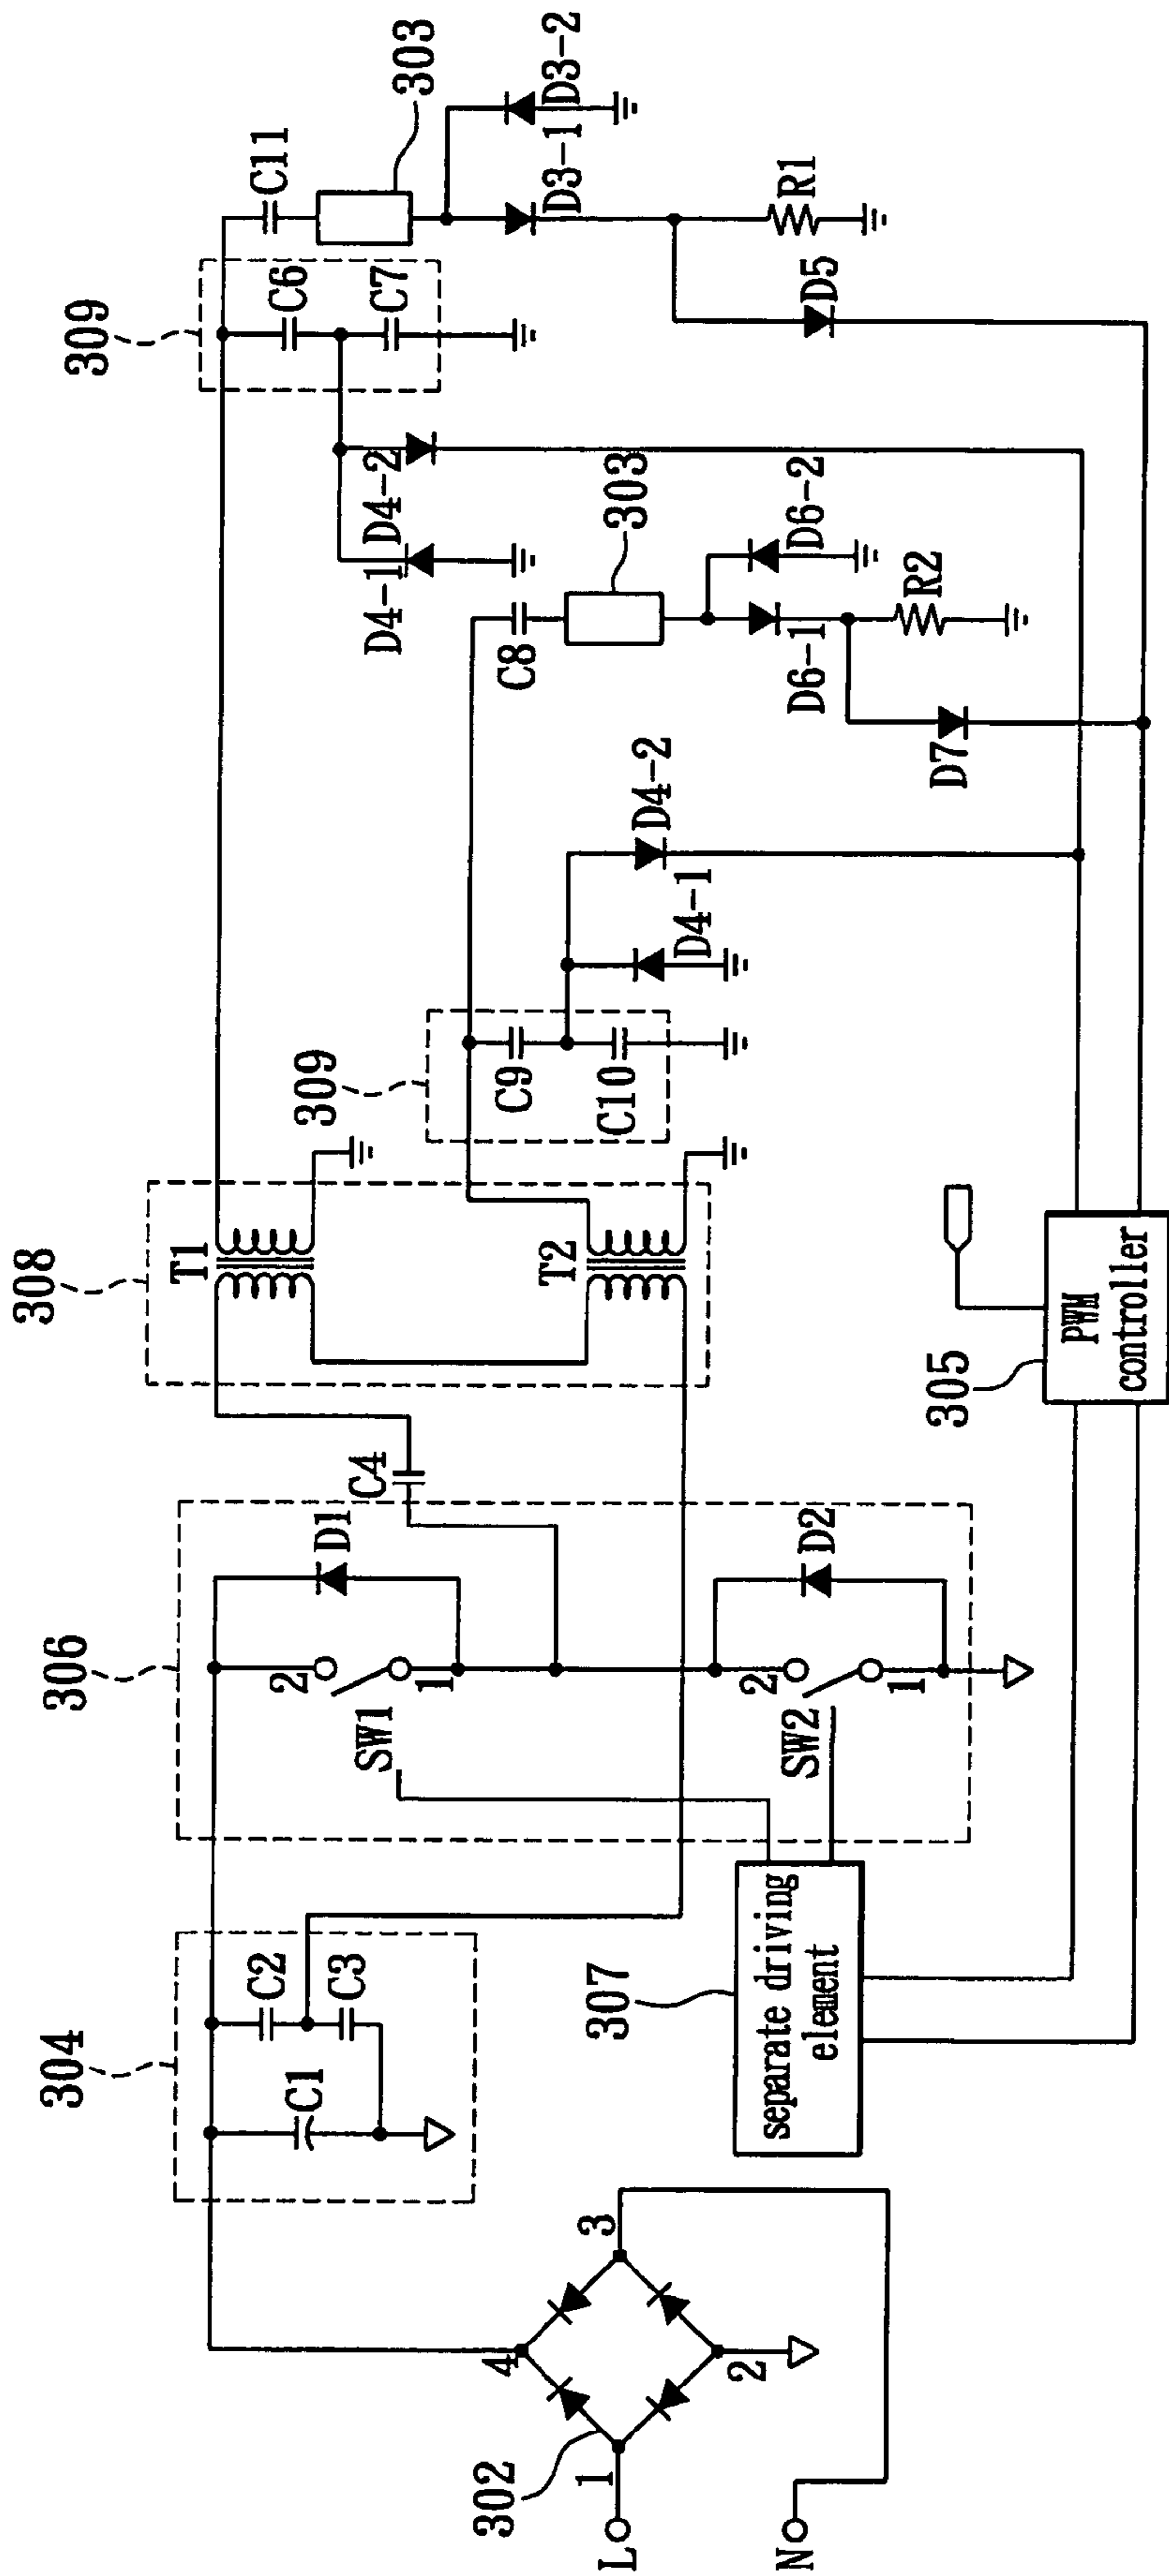 304
306
308
309
309
303
C11
C6
C7
D3-2
D3-1
R1
D5
C1
C2
C3
D1
2
1
SW1
C4
T1
T2
C9
C10
D4-1
D4-2
D4-1
D4-2
C8
303
D6-2
D6-1
R2
D7
302
L
1
4
3
2
N
307
separate driving
element
SW2
2
1
D2
305
PWM
controller